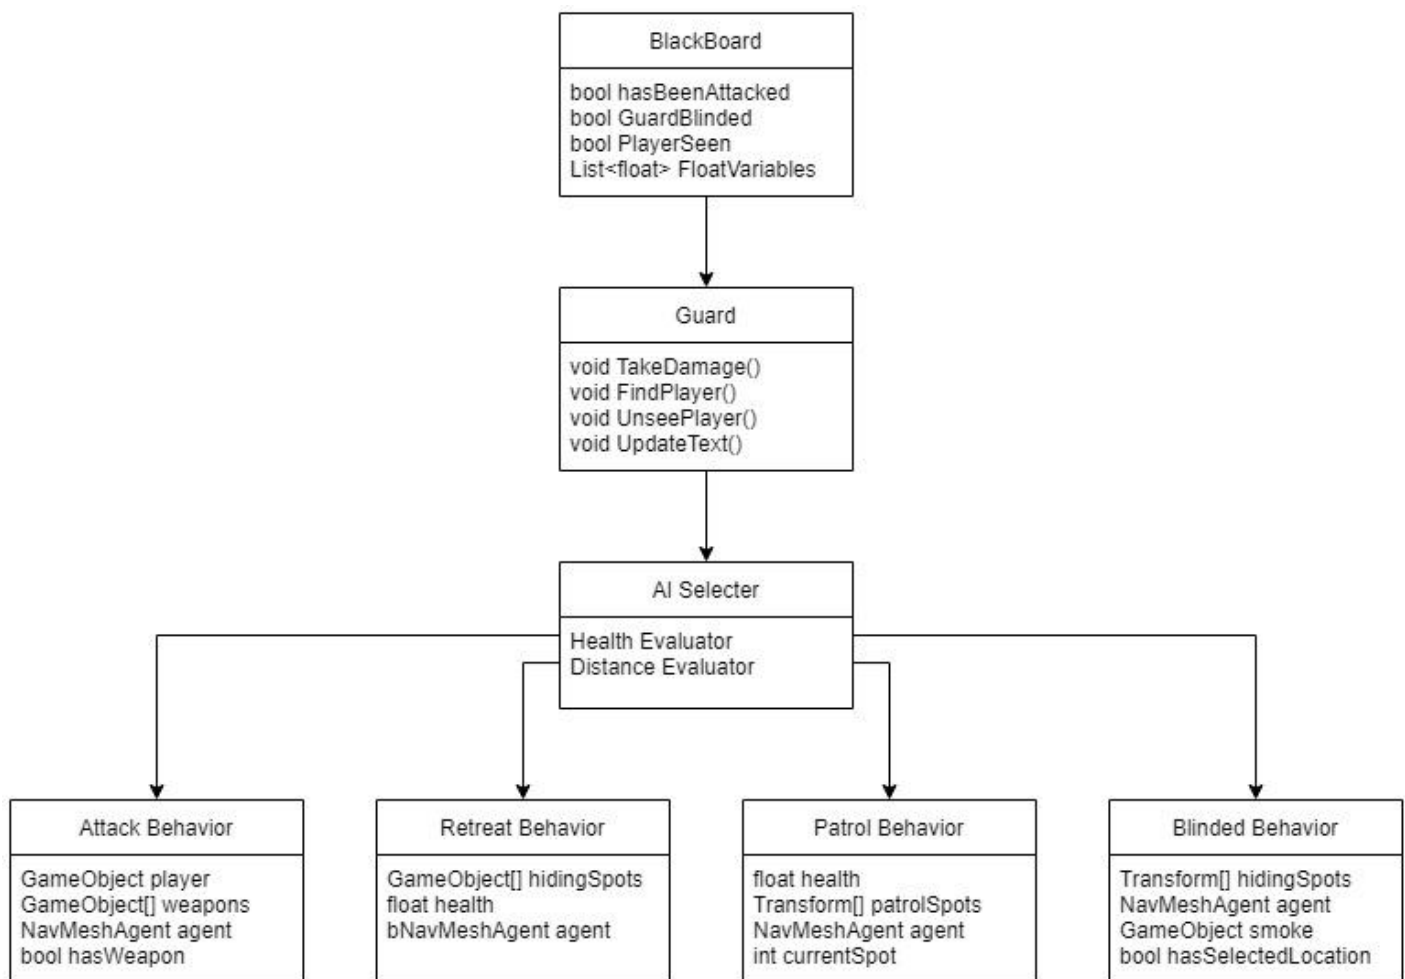 BlackBoard
bool hasBeenAttacked
bool GuardBlinded
bool PlayerSeen
List<float> FloatVariables
Guard
void TakeDamage()
void FindPlayer()
void UnseePlayer()
void UpdateText()
AI Selecter
Health Evaluator
Distance Evaluator
Attack Behavior
GameObject player
GameObject[] weapons
NavMeshAgent agent
bool hasWeapon
Retreat Behavior
GameObject[] hidingSpots
float health
bNavMeshAgent agent
Patrol Behavior
float health
Transform[] patrolSpots
NavMeshAgent agent
int currentSpot
Blinded Behavior
Transform[] hidingSpots
NavMeshAgent agent
GameObject smoke
bool hasSelectedLocation